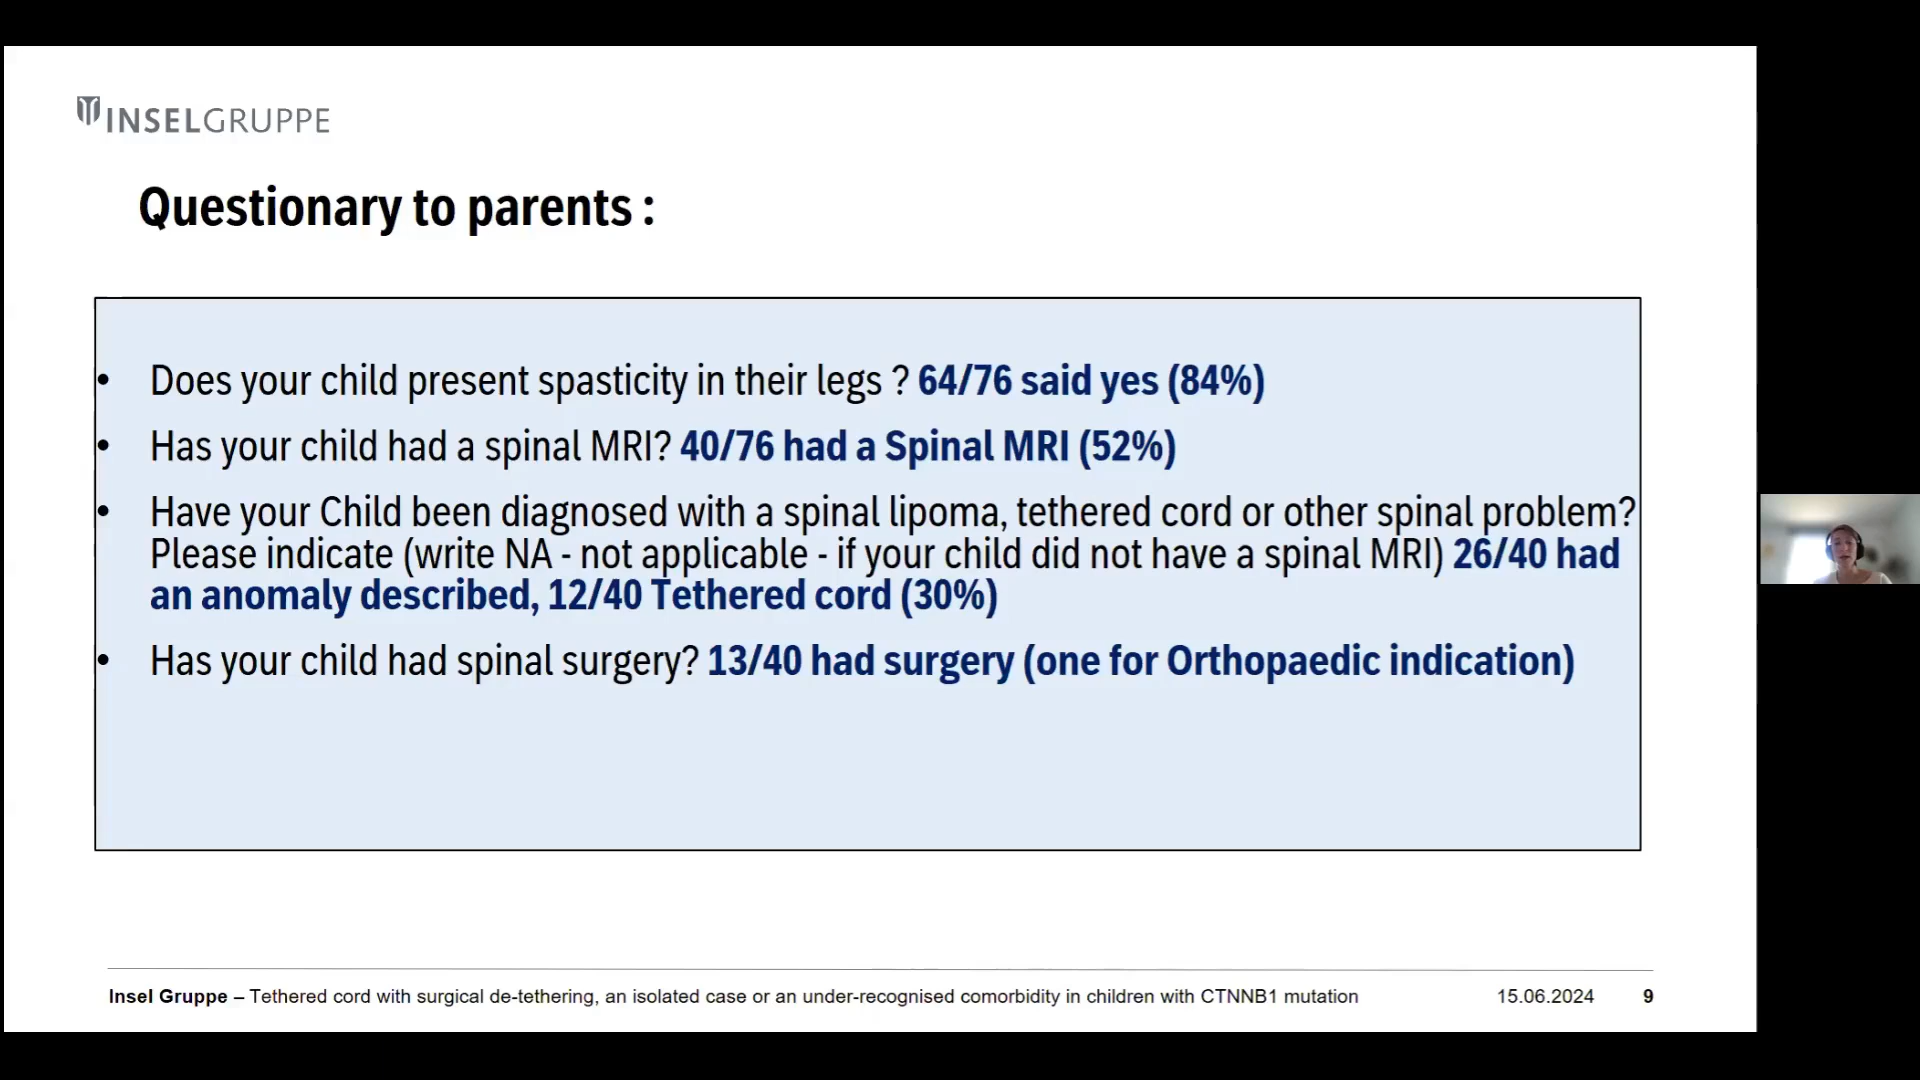 INSELGRUPPE
Questionary to parents :
• Does your child present spasticity in their legs ? 64/76 said yes (84%)
• Has your child had a spinal MRI? 40/76 had a Spinal MRI (52%)
• Have your Child been diagnosed with a spinal lipoma, tethered cord or other spinal problem?
Please indicate (write NA - not applicable - if your child did not have a spinal MRI) 26/40 had
an anomaly described, 12/40 Tethered cord (30%)
• Has your child had spinal surgery? 13/40 had surgery (one for Orthopaedic indication)
Insel Gruppe – Tethered cord with surgical de-tethering, an isolated case or an under-recognised comorbidity in children with CTNNB1 mutation 15.06.2024 9